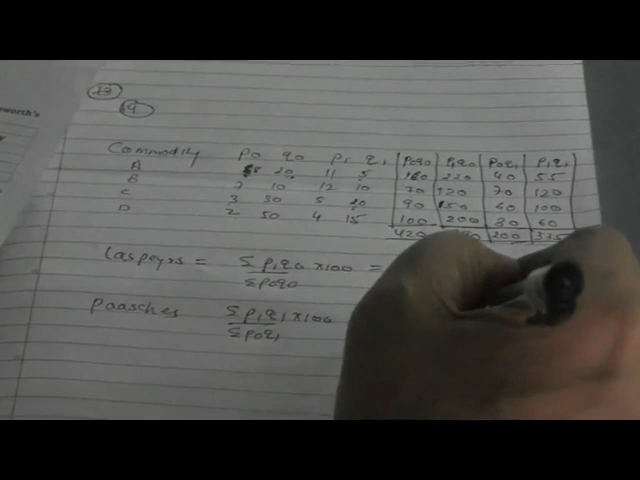 worth's
13
9
Commodity p0 q0 p1 q1 p0q0 p1q0 p0q1 p1q1
A 8 20 11 5 160 220 40 55
B 7 10 12 10 70 120 70 120
C 3 30 5 20 90 150 60 100
D 2 50 4 15 100 200 30 60
420 200 335
Laspeyrs = Σp1q0 x100 =
Σp0q0
Paasches Σp1q1 x100
Σp0q1